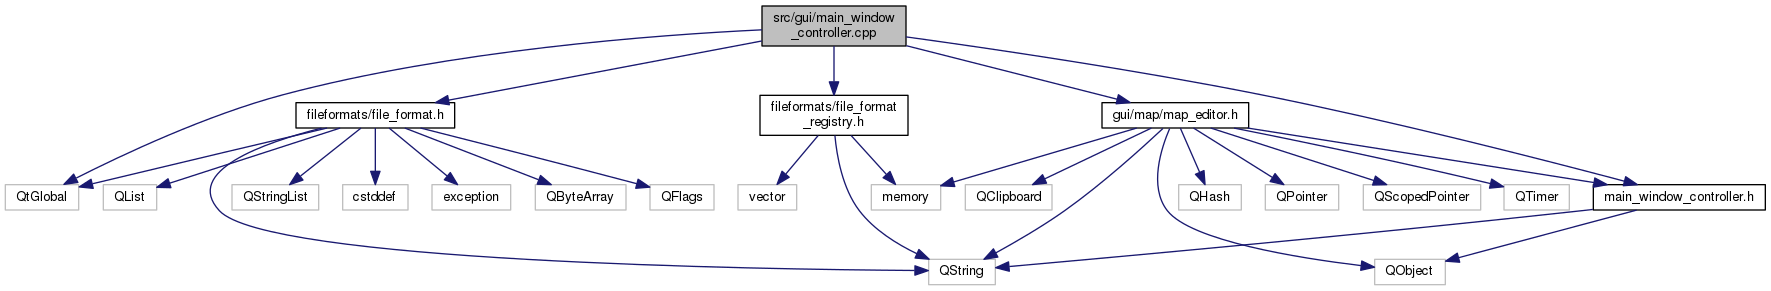 src/gui/main_window
_controller.cpp
fileformats/file_format.h
fileformats/file_format
_registry.h
gui/map/map_editor.h
QtGlobal
QList
QStringList
cstddef
exception
QByteArray
QFlags
vector
memory
QClipboard
QHash
QPointer
QScopedPointer
QTimer
main_window_controller.h
QString
QObject